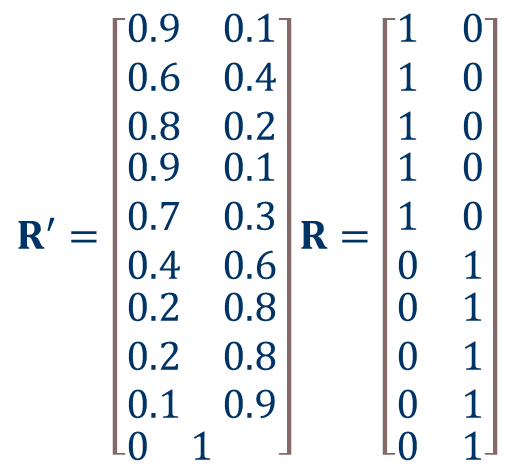 0.9 0.1 1 0
0.6 0.4 1 0
0.8 0.2 1 0
0.9 0.1 1 0
0.7 0.3 1 0
R′ = R =
0.4 0.6 0 1
0.2 0.8 0 1
0.2 0.8 0 1
0.1 0.9 0 1
0 1 0 1